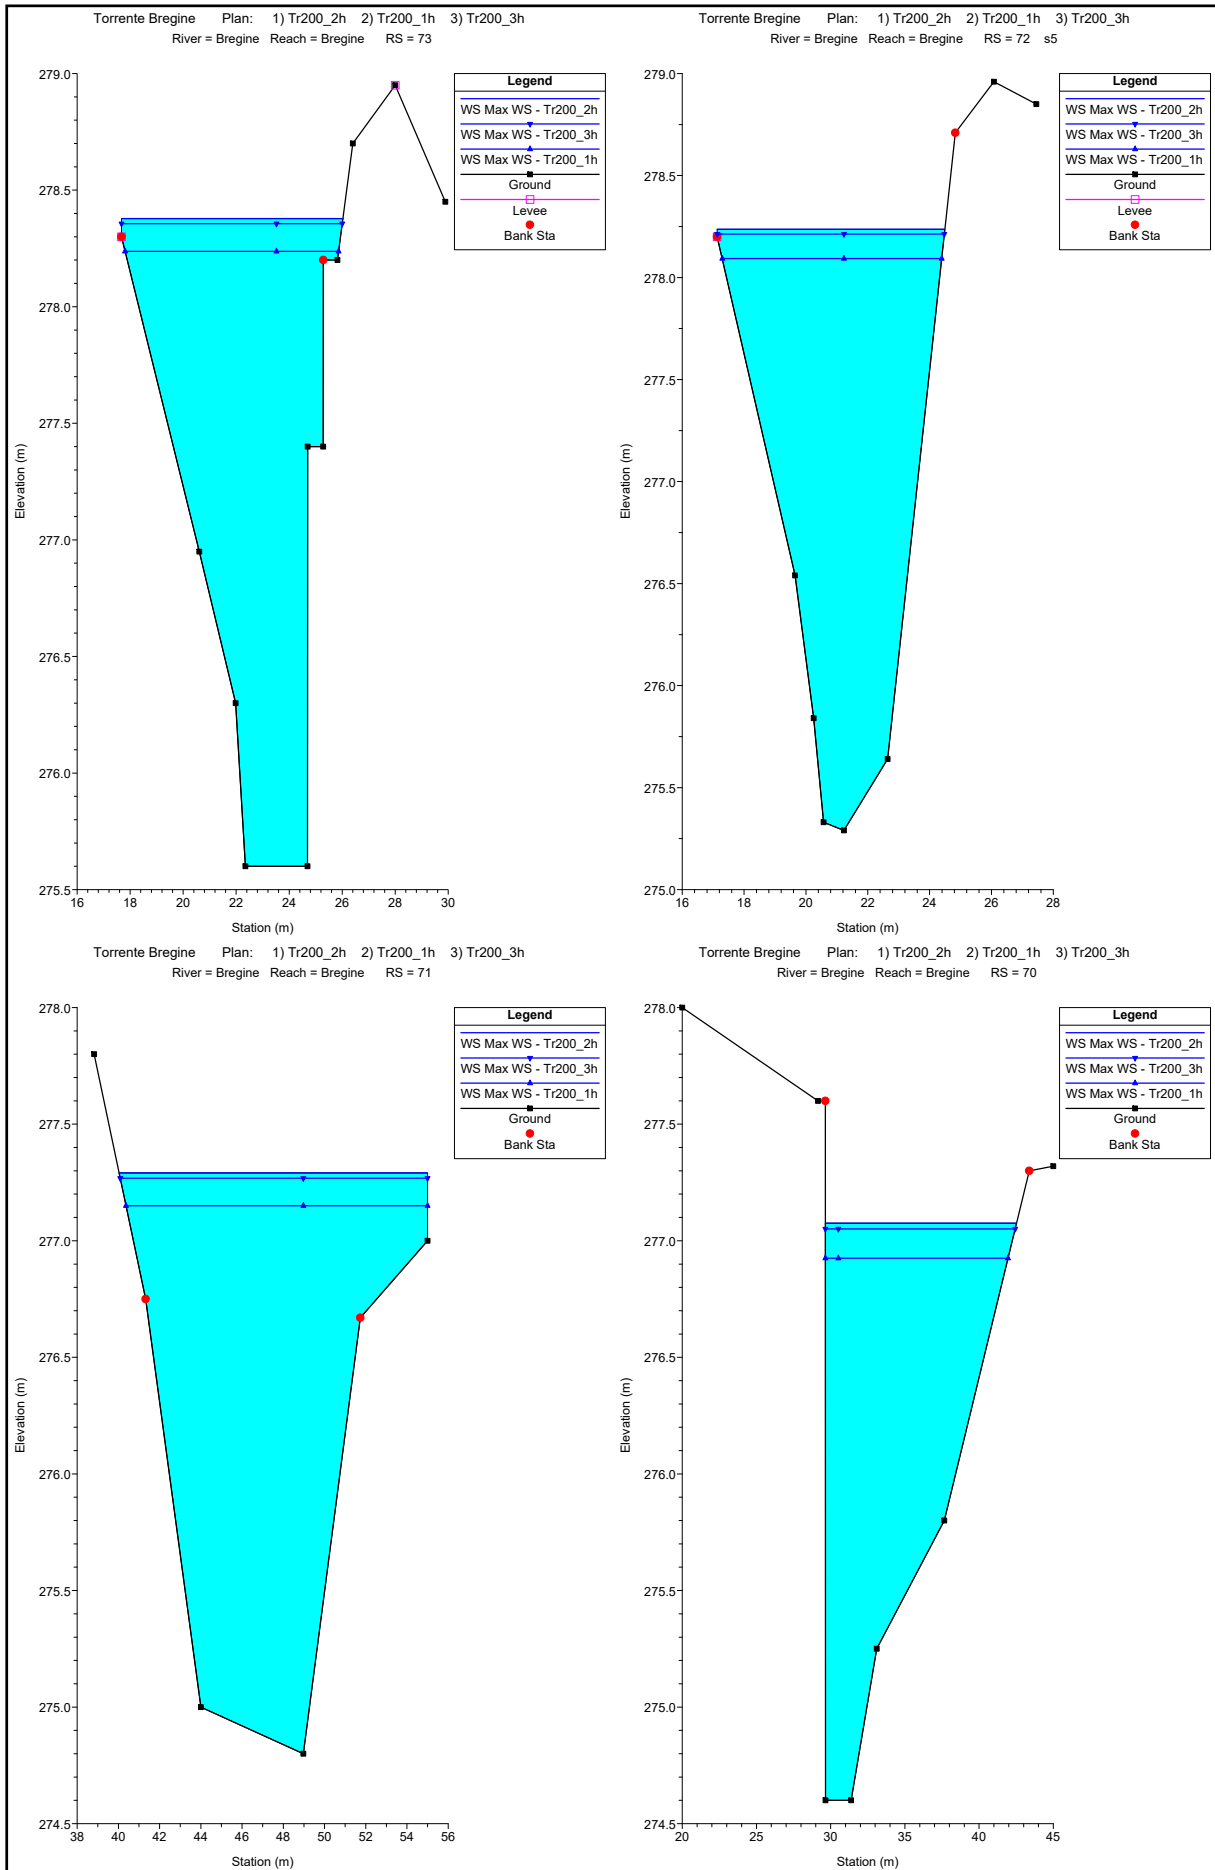 Torrente Bregine Plan: 1) Tr200_2h 2) Tr200_1h 3) Tr200_3h
River = Bregine Reach = Bregine RS = 73
Legend
WS Max WS - Tr200_2h
WS Max WS - Tr200_3h
WS Max WS - Tr200_1h
Ground
Levee
Bank Sta
279.0
278.5
278.0
277.5
277.0
276.5
276.0
275.5
Elevation (m)
16 18 20 22 24 26 28 30
Station (m)
Torrente Bregine Plan: 1) Tr200_2h 2) Tr200_1h 3) Tr200_3h
River = Bregine Reach = Bregine RS = 72 s5
Legend
WS Max WS - Tr200_2h
WS Max WS - Tr200_3h
WS Max WS - Tr200_1h
Ground
Levee
Bank Sta
279.0
278.5
278.0
277.5
277.0
276.5
276.0
275.5
275.0
Elevation (m)
16 18 20 22 24 26 28
Station (m)
Torrente Bregine Plan: 1) Tr200_2h 2) Tr200_1h 3) Tr200_3h
River = Bregine Reach = Bregine RS = 71
Legend
WS Max WS - Tr200_2h
WS Max WS - Tr200_3h
WS Max WS - Tr200_1h
Ground
Bank Sta
278.0
277.5
277.0
276.5
276.0
275.5
275.0
274.5
Elevation (m)
38 40 42 44 46 48 50 52 54 56
Station (m)
Torrente Bregine Plan: 1) Tr200_2h 2) Tr200_1h 3) Tr200_3h
River = Bregine Reach = Bregine RS = 70
Legend
WS Max WS - Tr200_2h
WS Max WS - Tr200_3h
WS Max WS - Tr200_1h
Ground
Bank Sta
278.0
277.5
277.0
276.5
276.0
275.5
275.0
274.5
Elevation (m)
20 25 30 35 40 45
Station (m)